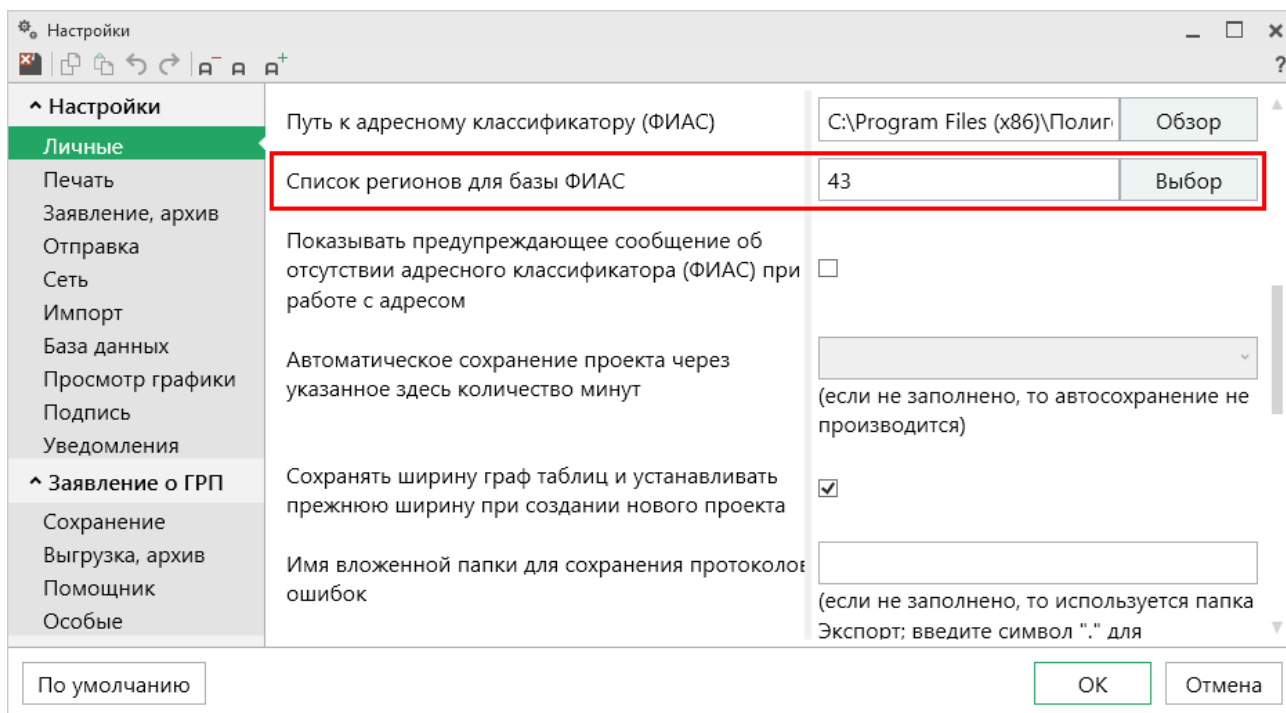 Настройки
?
^ Настройки
Личные
Печать
Заявление, архив
Отправка
Сеть
Импорт
База данных
Просмотр графики
Подпись
Уведомления
^ Заявление о ГРП
Сохранение
Выгрузка, архив
Помощник
Особые
Путь к адресному классификатору (ФИАС)
C:\Program Files (x86)\Полиг
Обзор
Список регионов для базы ФИАС
43
Выбор
Показывать предупреждающее сообщение об
отсутствии адресного классификатора (ФИАС) при
работе с адресом
Автоматическое сохранение проекта через
указанное здесь количество минут
(если не заполнено, то автосохранение не
производится)
Сохранять ширину граф таблиц и устанавливать
прежнюю ширину при создании нового проекта
Имя вложенной папки для сохранения протоколов
ошибок
(если не заполнено, то используется папка
Экспорт; введите символ "." для
По умолчанию
ОК
Отмена